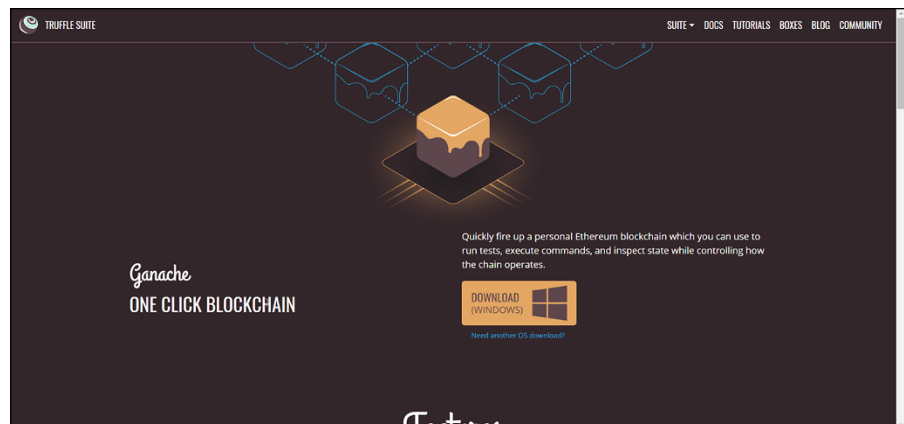 TRUFFLE SUITE
SUITE DOCS TUTORIALS BOXES BLOG COMMUNITY
Quickly fire up a personal Ethereum blockchain which you can use to
run tests, execute commands, and inspect state while controlling how
the chain operates.
Ganache
ONE CLICK BLOCKCHAIN
DOWNLOAD
(WINDOWS)
Need another OS download?